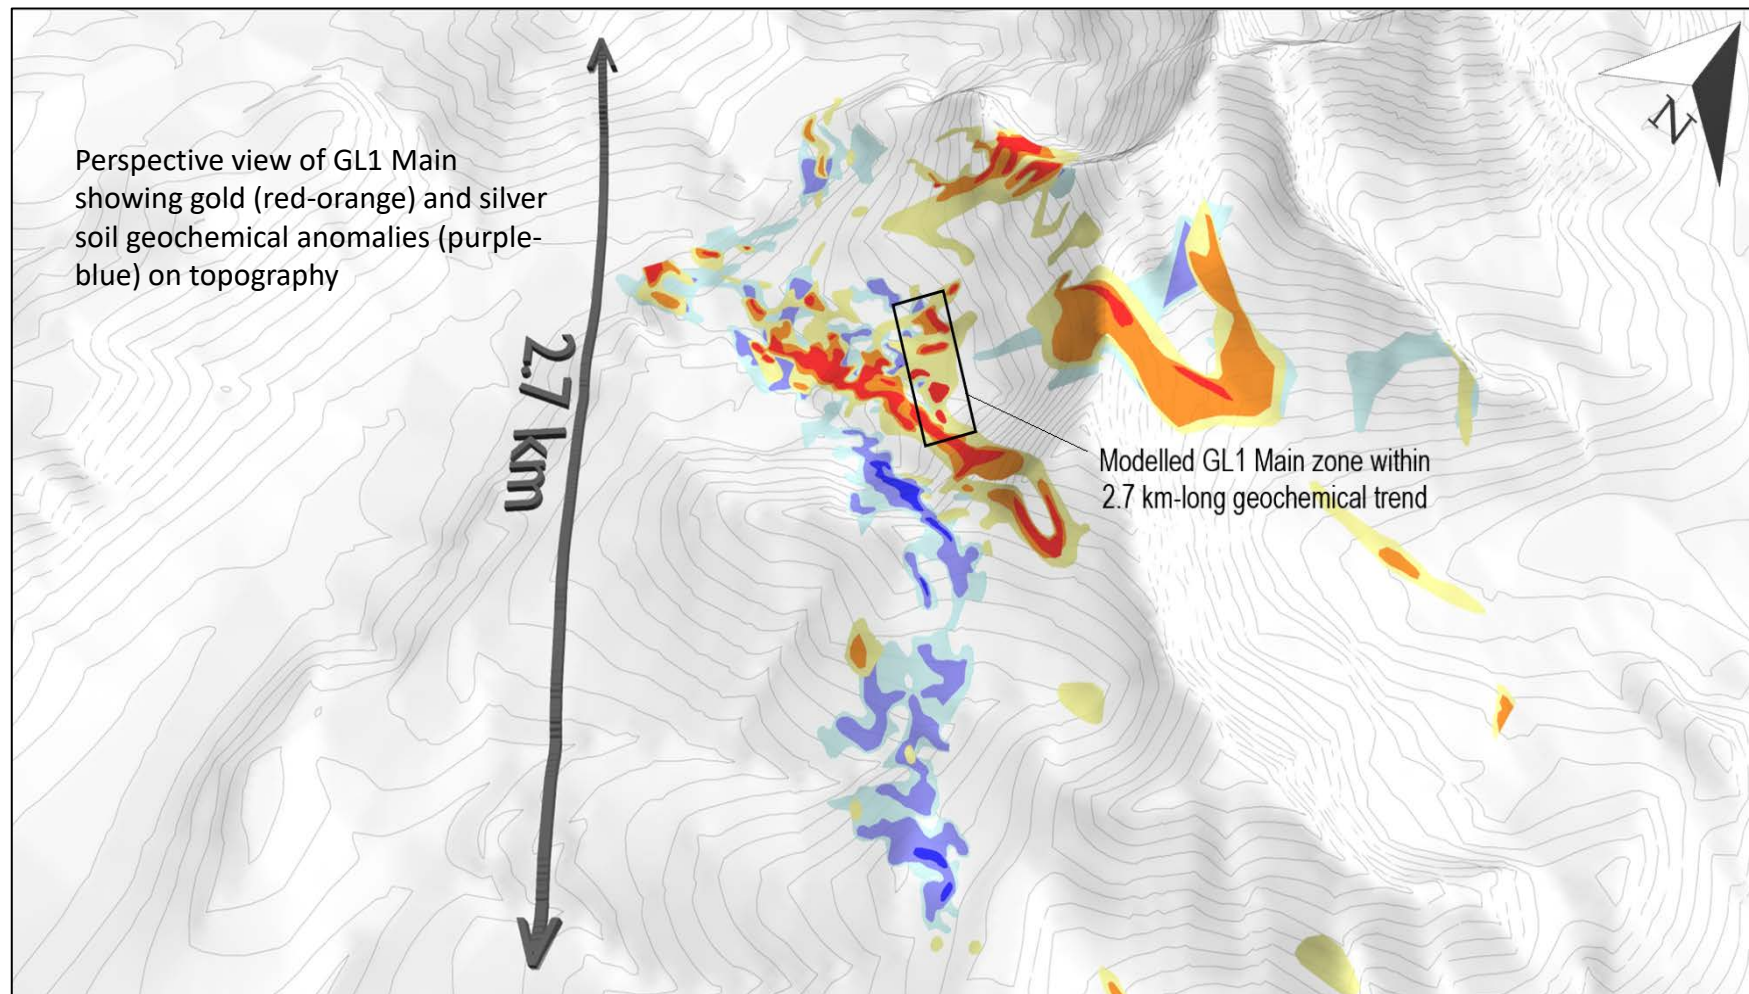 Perspective view of GL1 Main
showing gold (red-orange) and silver
soil geochemical anomalies (purple-
blue) on topography
2.7 km
N
Modelled GL1 Main zone within
2.7 km-long geochemical trend